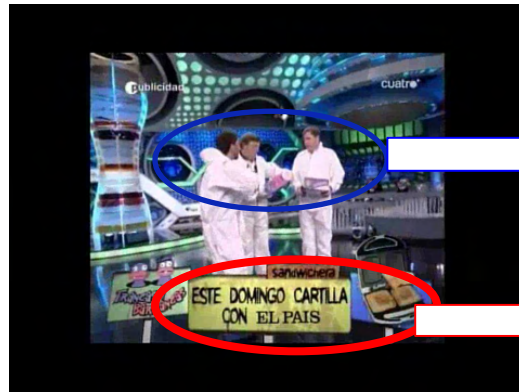 publicidad
cuatro
sandwichera
ESTE DOMINGO CARTILLA
CON EL PAIS